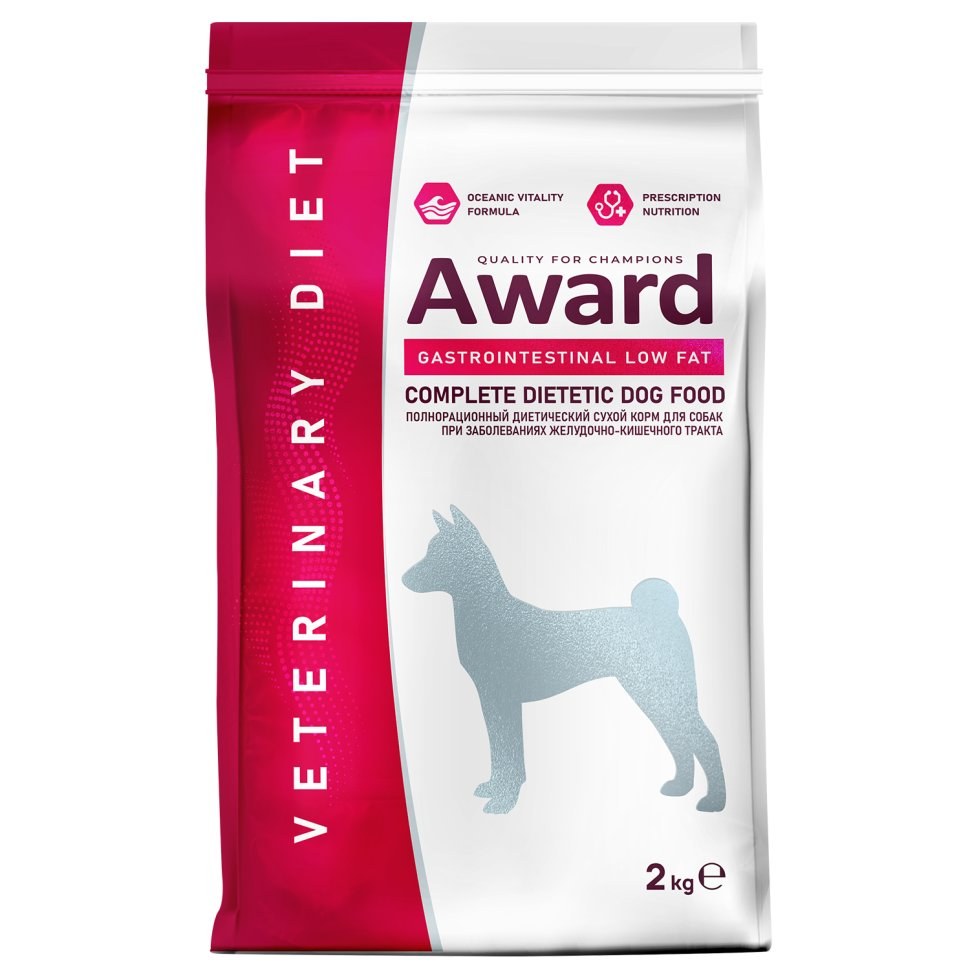 VETERINARY DIET
OCEANIC VITALITY
FORMULA
PRESCRIPTION
NUTRITION
QUALITY FOR CHAMPIONS
Award
GASTROINTESTINAL LOW FAT
COMPLETE DIETETIC DOG FOOD
ПОЛНОРАЦИОННЫЙ ДИЕТИЧЕСКИЙ СУХОЙ КОРМ ДЛЯ СОБАК
ПРИ ЗАБОЛЕВАНИЯХ ЖЕЛУДОЧНО-КИШЕЧНОГО ТРАКТА
2 kg ℮